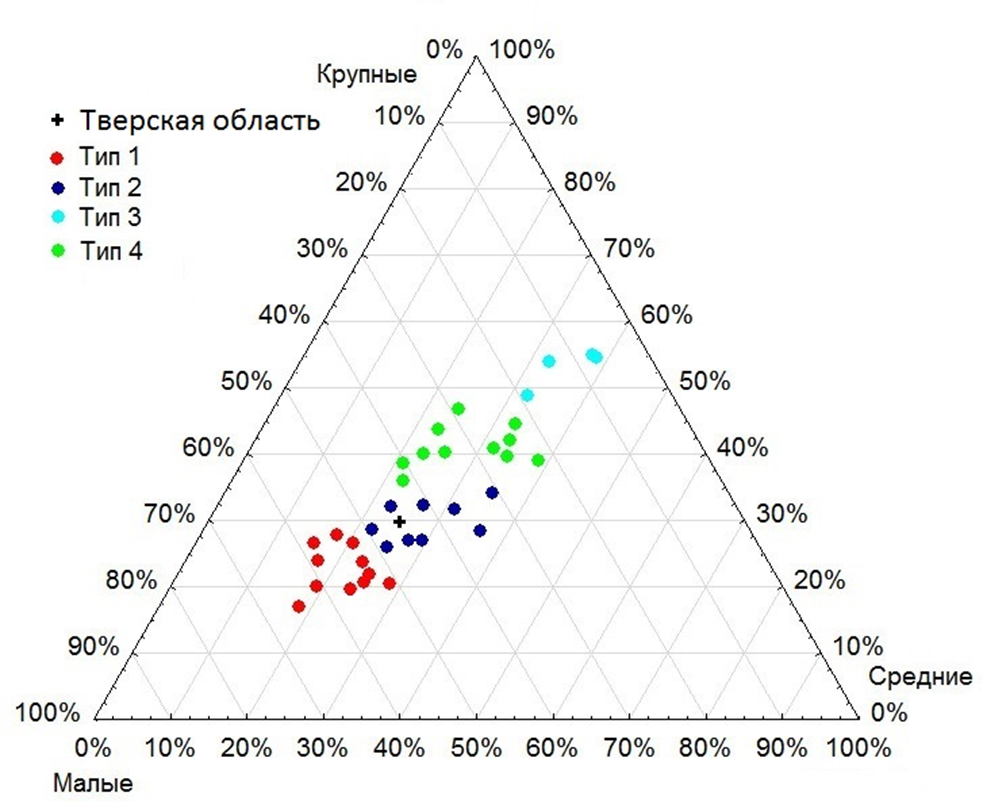 0% 100%
Крупные
10% 90%
Тверская область
Тип 1
20% 80%
Тип 2
Тип 3
30% 70%
Тип 4
40% 60%
50% 50%
60% 40%
70% 30%
80% 20%
90% 10%
Средние
100% 0%
0% 10% 20% 30% 40% 50% 60% 70% 80% 90% 100%
Малые